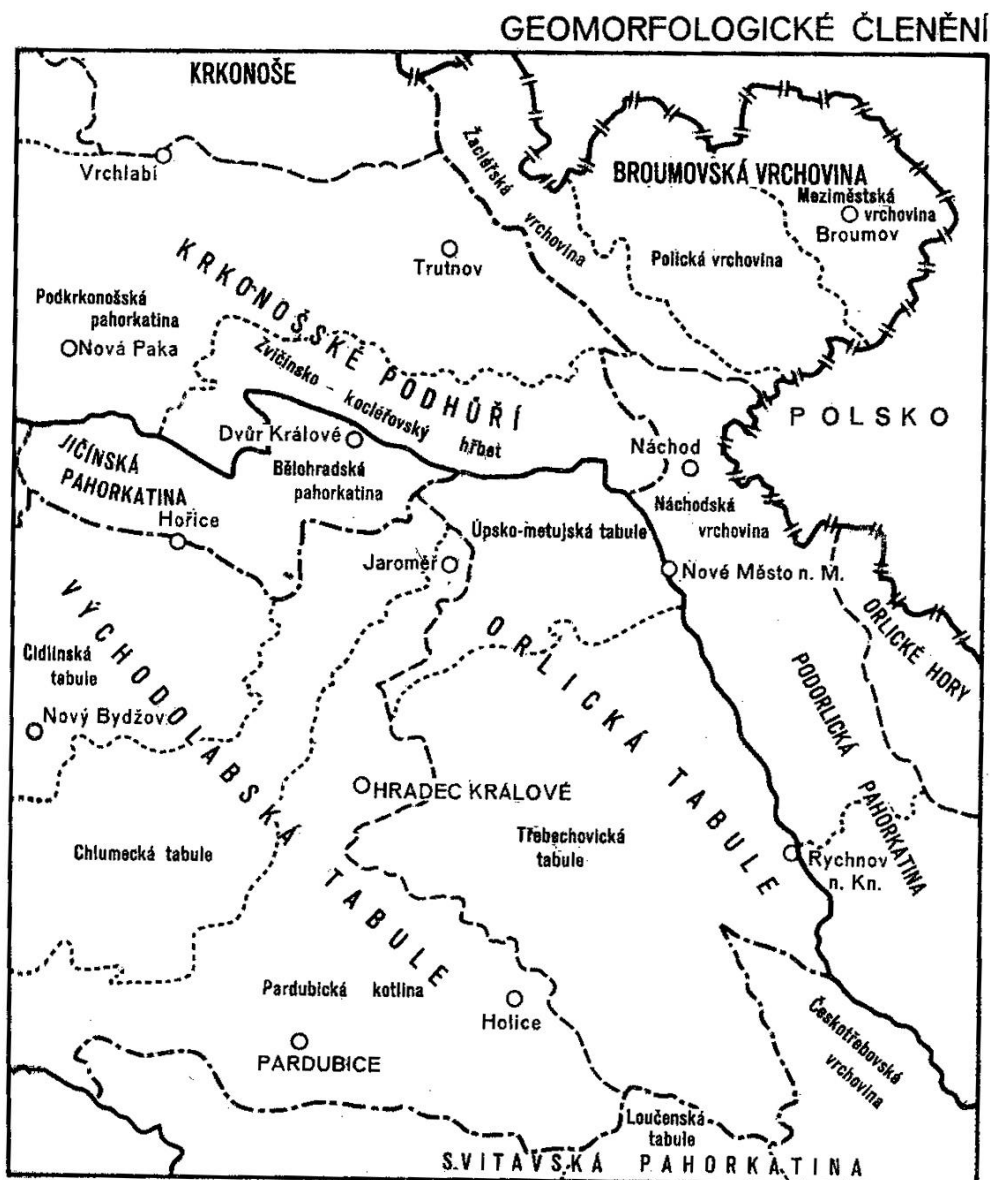 GEOMORFOLOGICKÉ ČLENĚNÍ
KRKONOŠE
Vrchlabí
Žacléřská
vrchovina
BROUMOVSKÁ VRCHOVINA
Meziměstská
vrchovina
Broumov
Polická vrchovina
Trutnov
KRKONOŠSKÉ PODHŮŘÍ
Podkrkonošská
pahorkatina
Nová Paka
Zvičinsko - kocléřovský
hřbet
POLSKO
Dvůr Králové
Náchod
JIČÍNSKÁ
PAHORKATINA
Bělohradská
pahorkatina
Náchodská
vrchovina
Hořice
Úpsko-metujská tabule
Jaroměř
Nové Město n. M.
VÝCHODOLABSKÁ
TABULE
ORLICKÁ TABULE
ORLICKÉ HORY
PODORLICKÁ
PAHORKATINA
Cidlinská
tabule
Nový Bydžov
HRADEC KRÁLOVÉ
Chlumecká tabule
Třebechovická
tabule
Rychnov
n. Kn.
Pardubická kotlina
Holice
PARDUBICE
Českotřebovská
vrchovina
Loučenská
tabule
SVITAVSKÁ PAHORKATINA